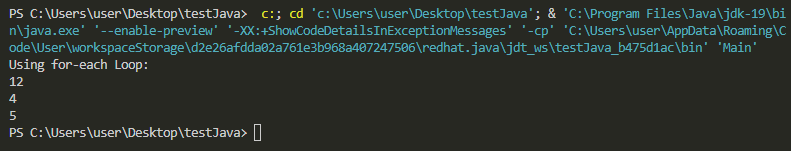 PS C:\Users\user\Desktop\testJava>  c:; cd 'c:\Users\user\Desktop\testJava'; & 'C:\Program Files\Java\jdk-19\bi
n\java.exe' '--enable-preview' '-XX:+ShowCodeDetailsInExceptionMessages' '-cp' 'C:\Users\user\AppData\Roaming\C
ode\User\workspaceStorage\d2e26afdda02a761e3b968a407247506\redhat.java\jdt_ws\testJava_b475d1ac\bin' 'Main'
Using for-each Loop:
12
4
5
PS C:\Users\user\Desktop\testJava>